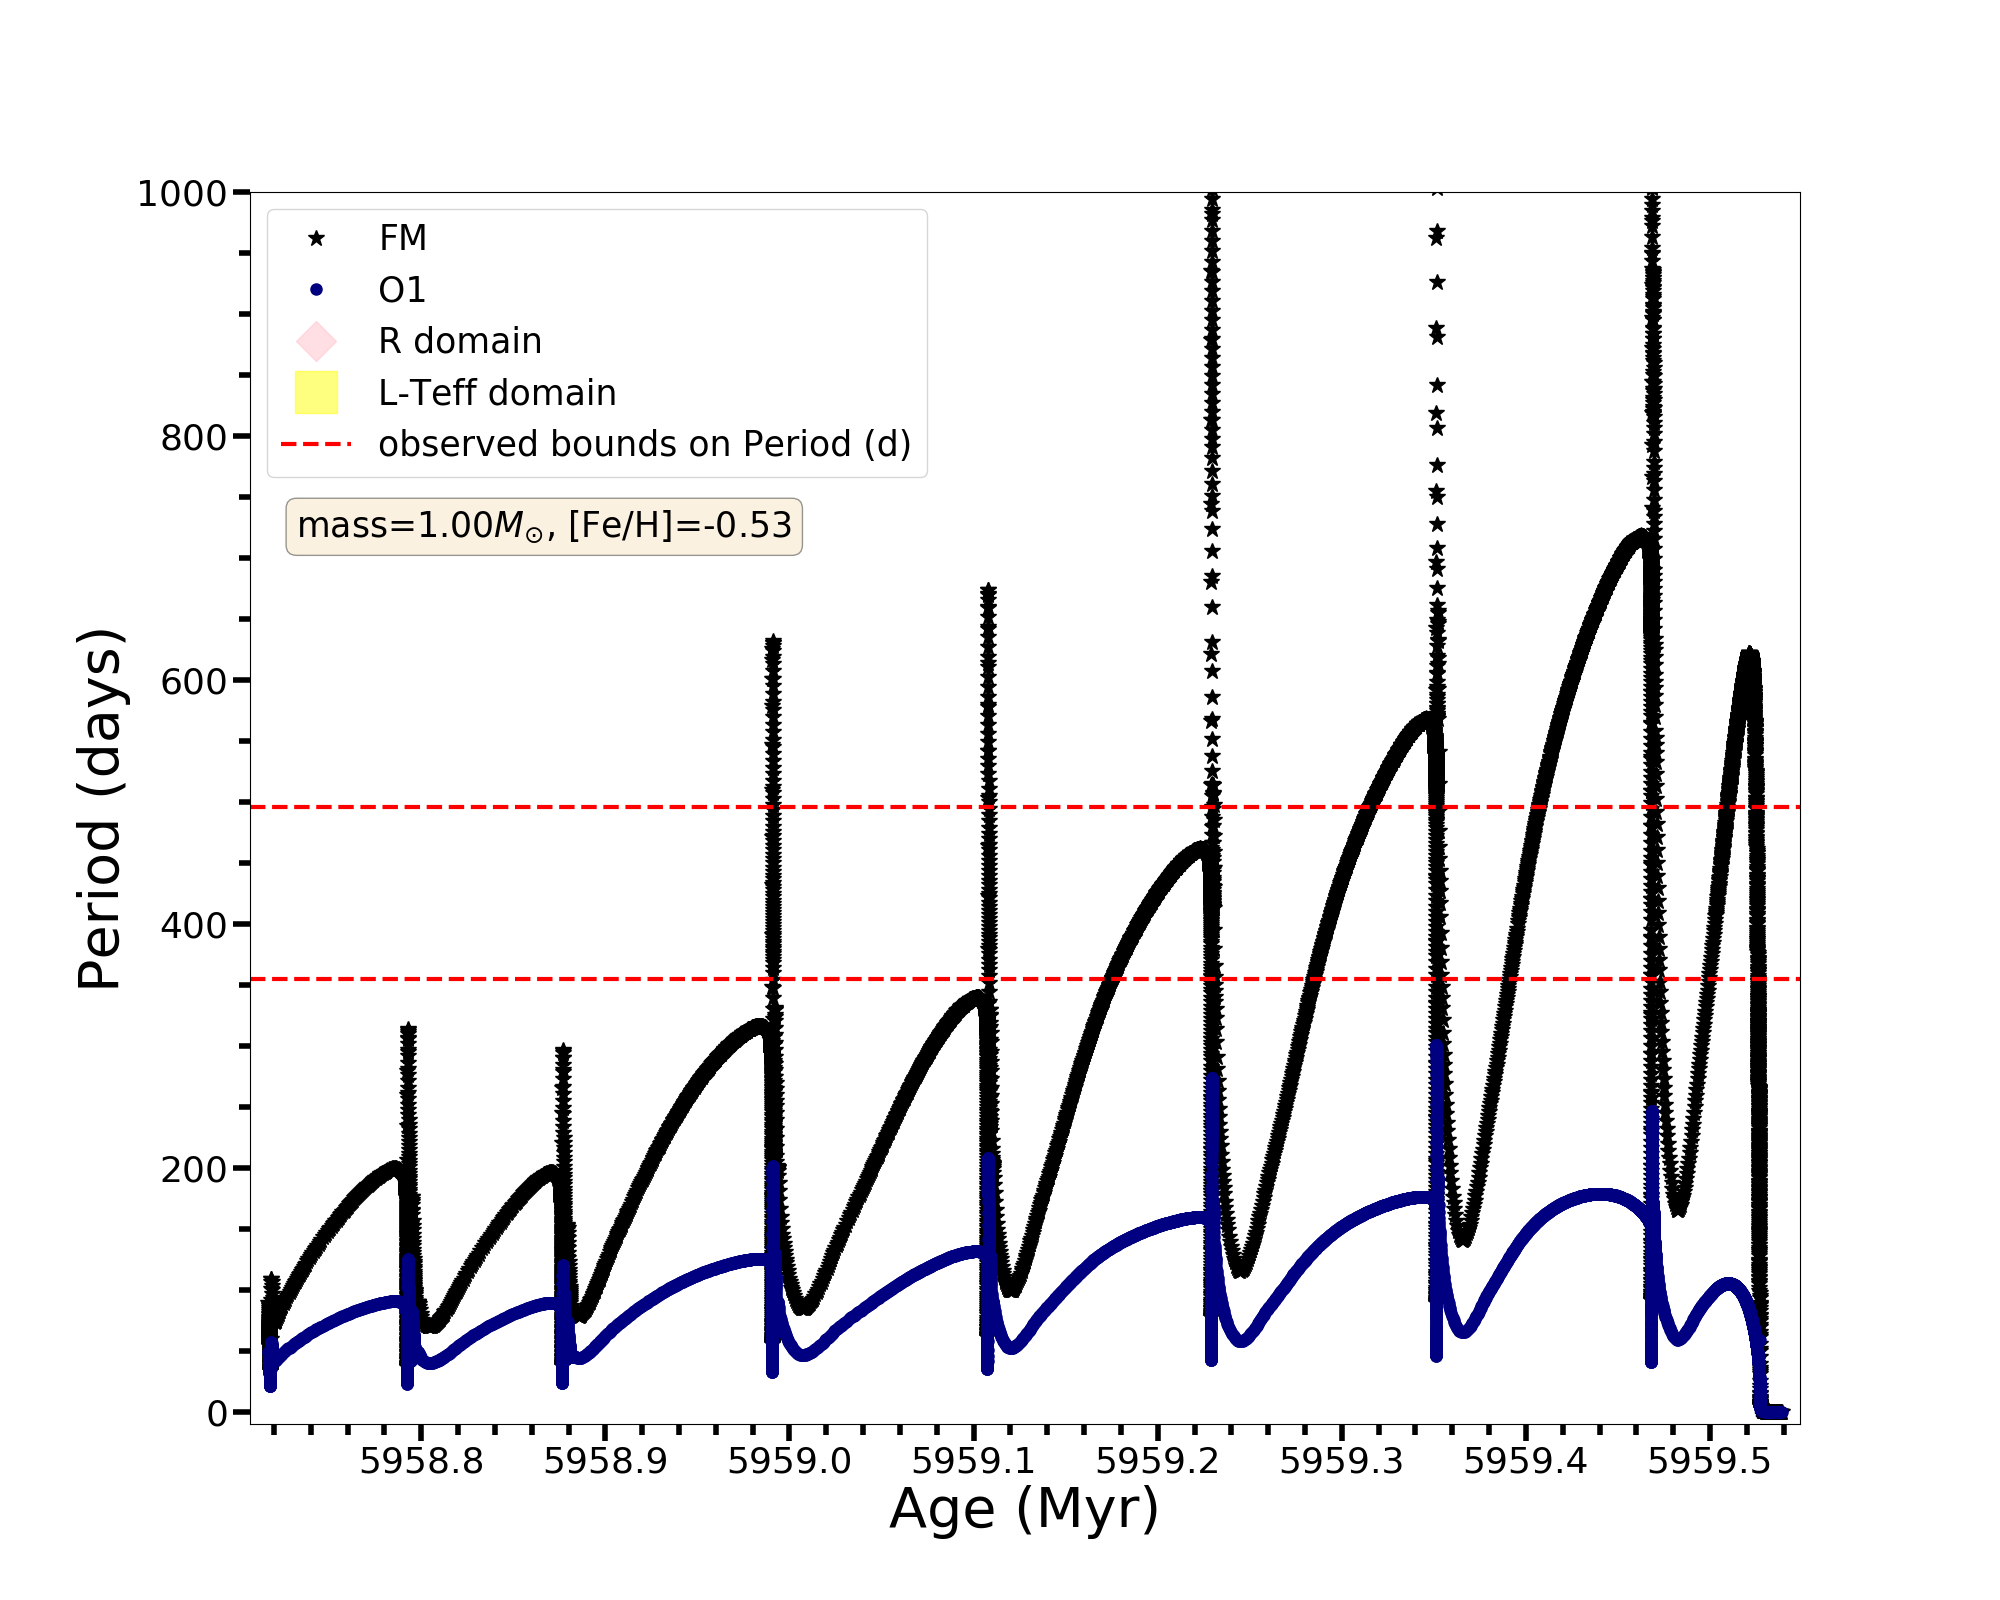 1000
800
600
400
200
0
Period (days)
FM
O1
R domain
L-Teff domain
observed bounds on Period (d)
mass=1.00M⊙, [Fe/H]=-0.53
5958.8 5958.9 5959.0 5959.1 5959.2 5959.3 5959.4 5959.5
Age (Myr)